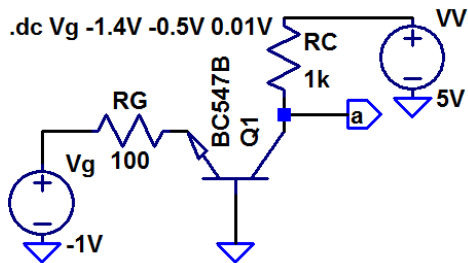 .dc Vg -1.4V -0.5V 0.01V
VV
RC
1k
5V
BC547B
Q1
a
RG
100
Vg
-1V